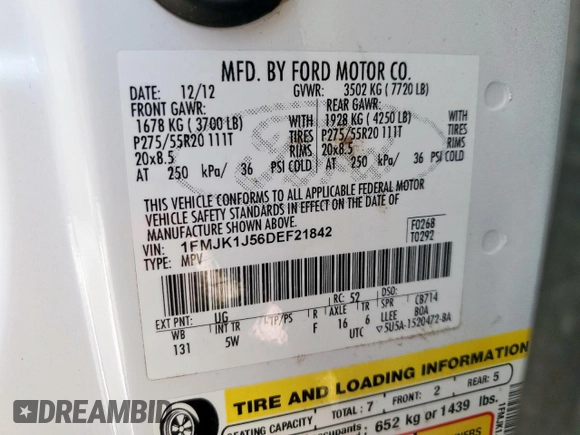 MFD. BY FORD MOTOR CO.
DATE: 12/12 GVWR: 3502 KG ( 7720 LB)
FRONT GAWR: REAR GAWR:
1678 KG ( 3700 LB) WITH 1928 KG ( 4250 LB) WITH
P275/55R20 111T TIRES P275/55R20 111T TIRES
20x8.5 RIMS 20x8.5 RIMS
AT 250 kPa/ 36 PSI COLD AT 250 kPa/ 36 PSI COLD
THIS VEHICLE CONFORMS TO ALL APPLICABLE FEDERAL MOTOR
VEHICLE SAFETY STANDARDS IN EFFECT ON THE DATE OF
MANUFACTURE SHOWN ABOVE.
VIN: 1FMJK1J56DEF21842 F0268
TYPE: MPV T0292
EXT PNT: UG RC: 52 DSO:
WB INT TR TP/PS R AXLE TR SPR C8714
131 5W F 16 6 LLEE B0A
UTC 5U5A-1520472-BA
TIRE AND LOADING INFORMATION
SEATING CAPACITY TOTAL: 7 FRONT: 2 REAR: 5
652 kg or 1439 lbs.
DREAMBID